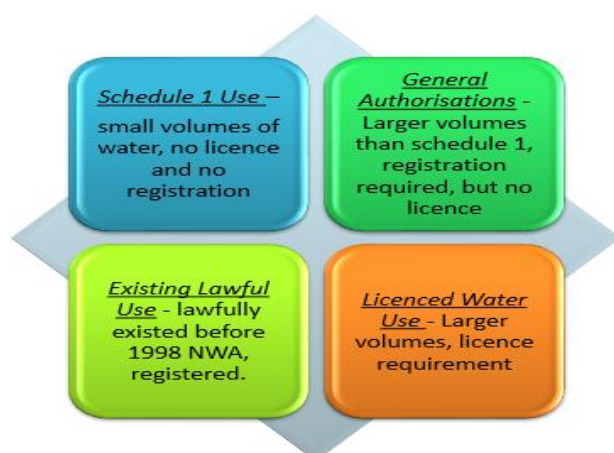 Schedule 1 Use –
small volumes of
water, no licence
and no
registration
General
Authorisations -
Larger volumes
than schedule 1,
registration
required, but no
licence
Existing Lawful
Use - lawfully
existed before
1998 NWA,
registered.
Licenced Water
Use - Larger
volumes, licence
requirement